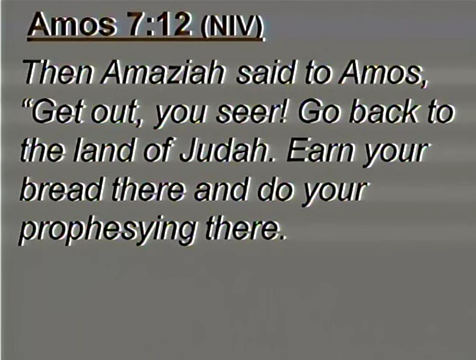 Amos 7:12 (NIV)
Then Amaziah said to Amos,
“Get out, you seer! Go back to
the land of Judah. Earn your
bread there and do your
prophesying there.